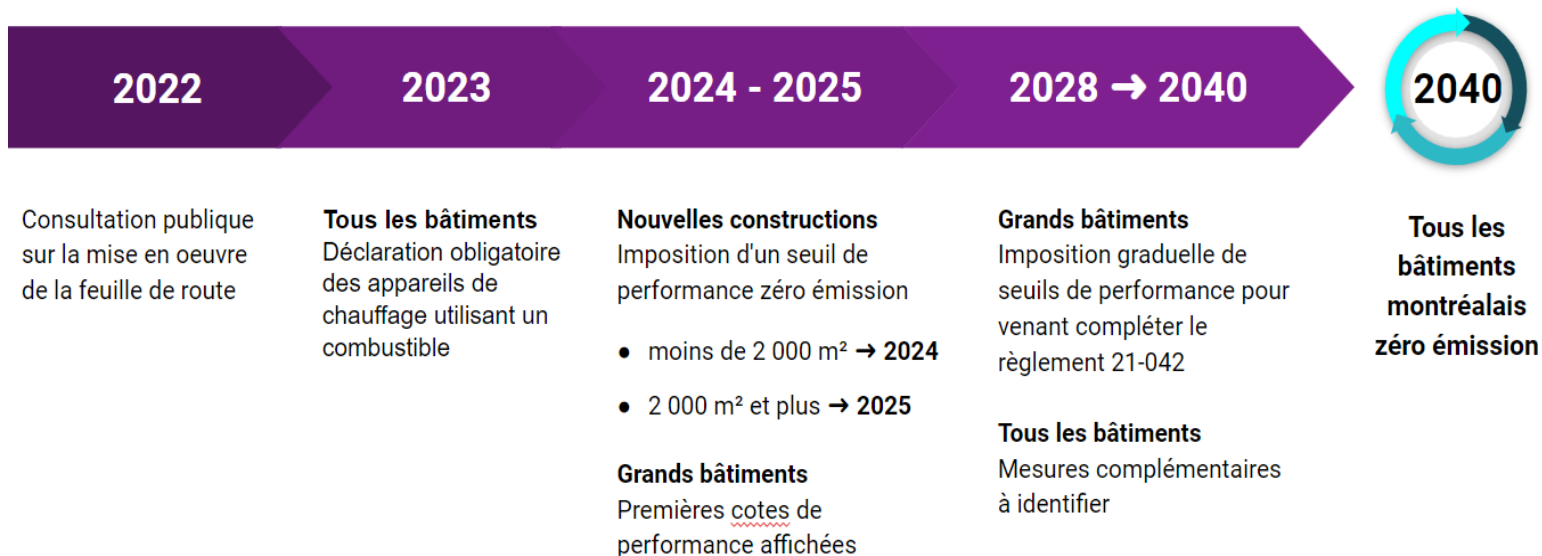 2022
2023
2024 - 2025
2028 → 2040
2040
Consultation publique
sur la mise en oeuvre
de la feuille de route
Tous les bâtiments
Déclaration obligatoire
des appareils de
chauffage utilisant un
combustible
Nouvelles constructions
Imposition d'un seuil de
performance zéro émission
● moins de 2 000 m² → 2024
● 2 000 m² et plus → 2025
Grands bâtiments
Premières cotes de
performance affichées
Grands bâtiments
Imposition graduelle de
seuils de performance pour
venant compléter le
règlement 21-042
Tous les bâtiments
Mesures complémentaires
à identifier
Tous les
bâtiments
montréalais
zéro émission